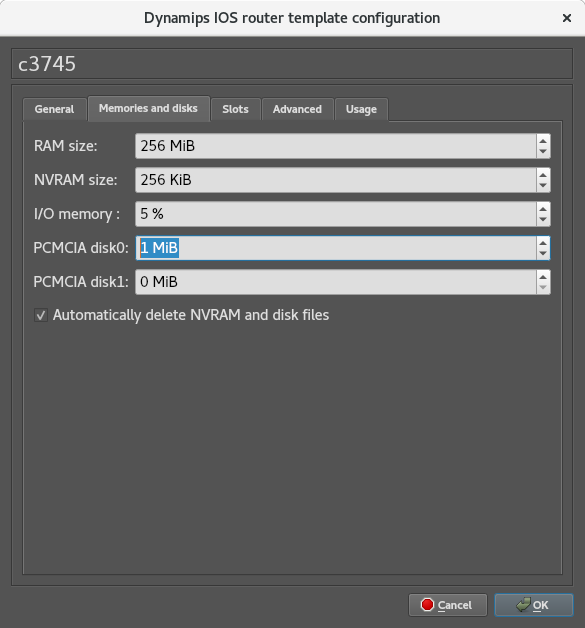 Dynamips IOS router template configuration
c3745
General Memories and disks Slots Advanced Usage
RAM size: 256 MiB
NVRAM size: 256 KiB
I/O memory : 5 %
PCMCIA disk0: 1 MiB
PCMCIA disk1: 0 MiB
Automatically delete NVRAM and disk files
Cancel OK